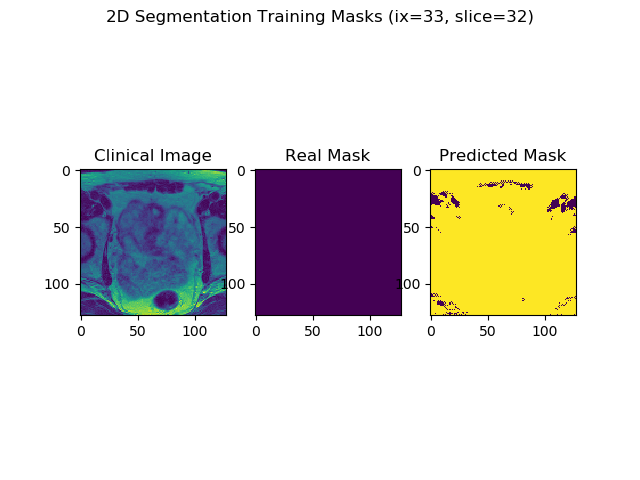 2D Segmentation Training Masks (ix=33, slice=32)
Clinical Image Real Mask Predicted Mask
0 0 0
50 50 50
100 100 100
0 50 100 0 50 100 0 50 100